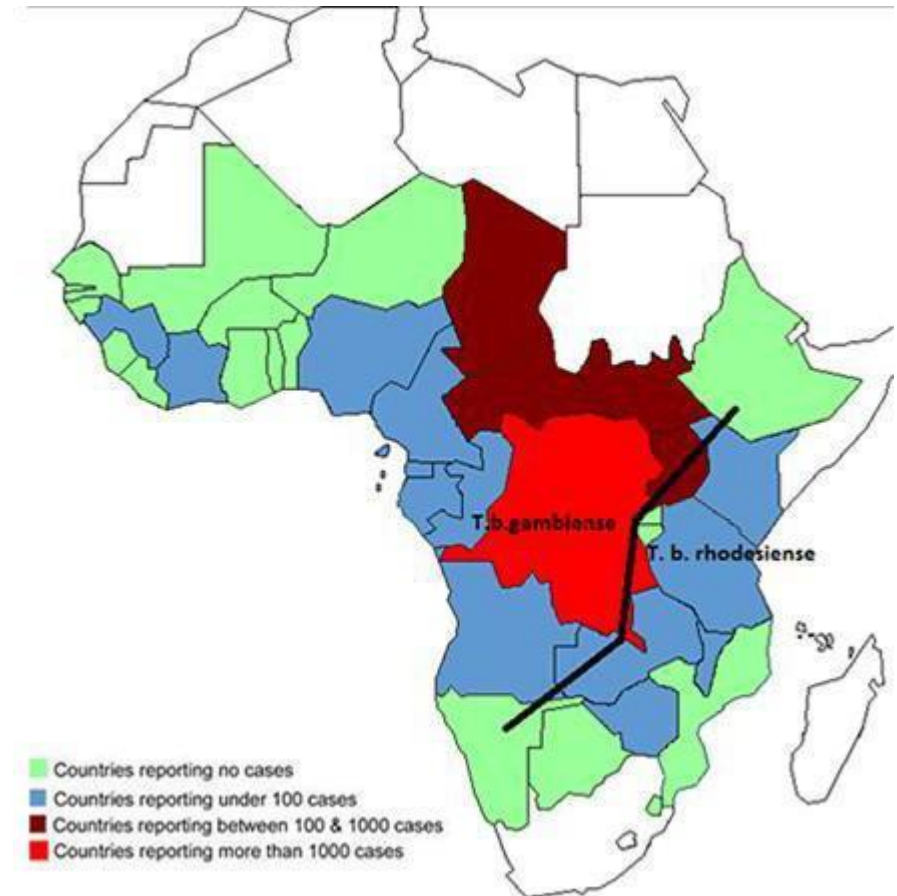 T.b.gambiense
T. b. rhodesiense
Countries reporting no cases
Countries reporting under 100 cases
Countries reporting between 100 & 1000 cases
Countries reporting more than 1000 cases